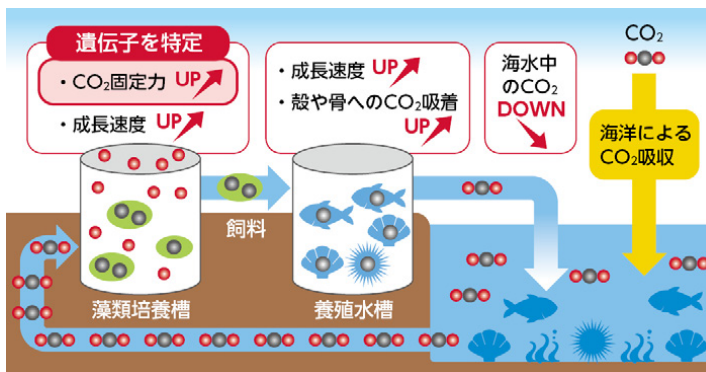 遺伝子を特定
・CO₂固定力 UP
・成長速度 UP
・成長速度 UP
・殻や骨へのCO₂吸着
UP
海水中
のCO₂
DOWN
CO₂
海洋による
CO₂吸収
飼料
藻類培養槽
養殖水槽